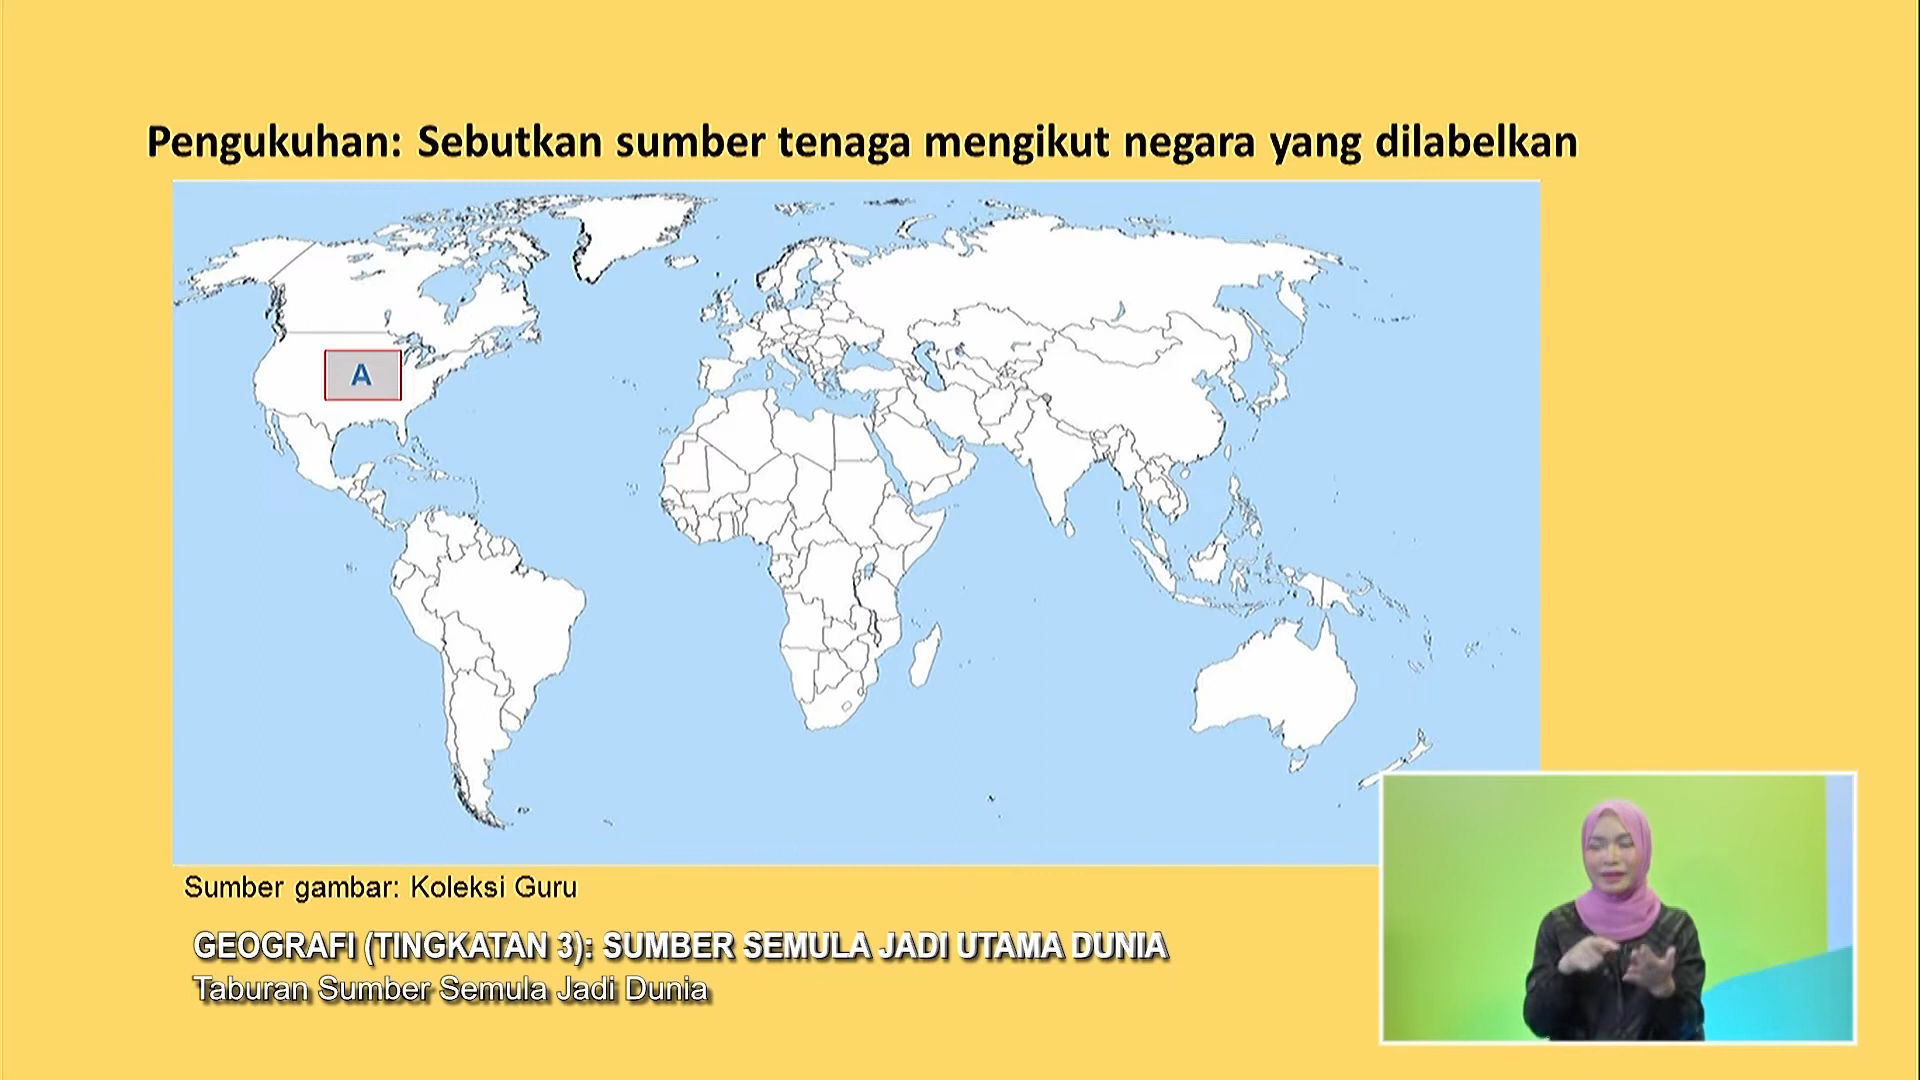 Pengukuhan: Sebutkan sumber tenaga mengikut negara yang dilabelkan
A
Sumber gambar: Koleksi Guru
GEOGRAFI (TINGKATAN 3): SUMBER SEMULA JADI UTAMA DUNIA
Taburan Sumber Semula Jadi Dunia